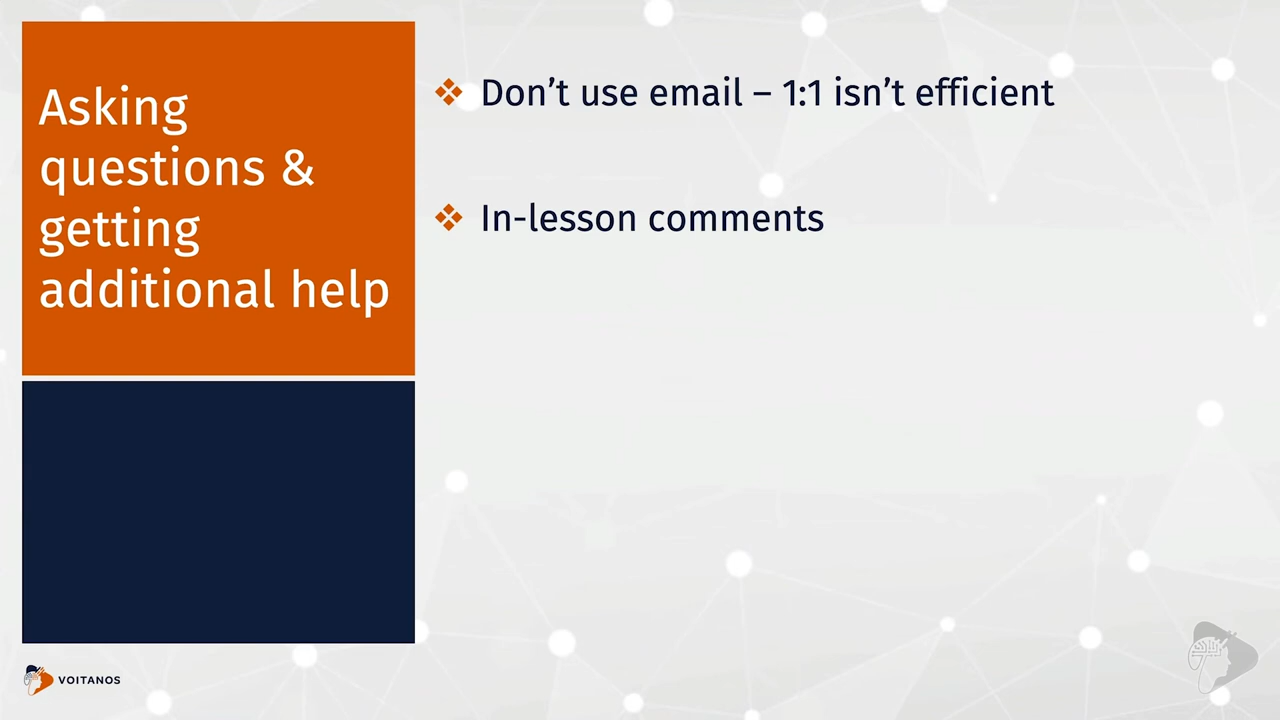 Asking
questions &
getting
additional help
Don’t use email – 1:1 isn’t efficient
In-lesson comments
VOITANOS